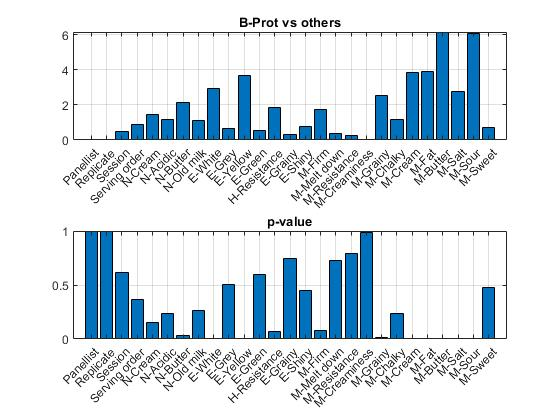 B-Prot vs others
6
4
2
0
Panellist
Replicate
Session
Serving order
N-Cream
N-Acidic
N-Butter
N-Old milk
E-White
E-Grey
E-Yellow
E-Green
H-Resistance
E-Grainy
E-Shiny
M-Firm
M-Melt down
M-Resistance
M-Creaminess
M-Grainy
M-Chalky
M-Cream
M-Fat
M-Butter
M-Salt
M-Sour
M-Sweet
p-value
1
0.5
0
Panellist
Replicate
Session
Serving order
N-Cream
N-Acidic
N-Butter
N-Old milk
E-White
E-Grey
E-Yellow
E-Green
H-Resistance
E-Grainy
E-Shiny
M-Firm
M-Melt down
M-Resistance
M-Creaminess
M-Grainy
M-Chalky
M-Cream
M-Fat
M-Butter
M-Salt
M-Sour
M-Sweet